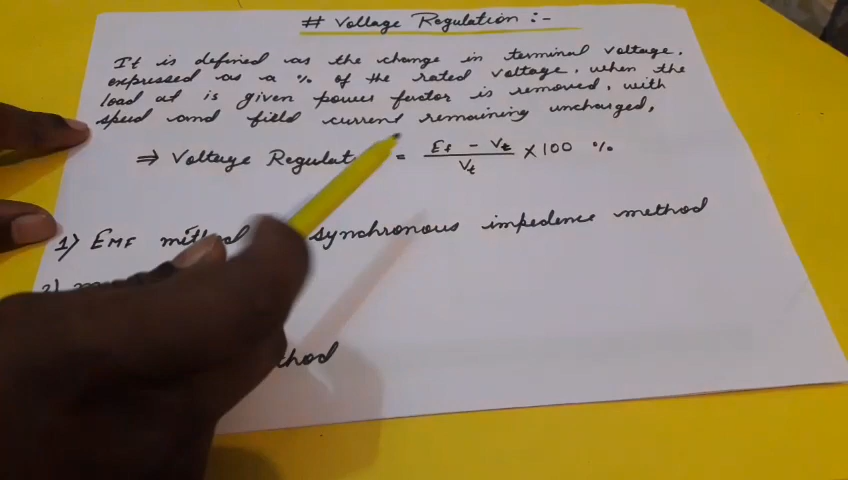 # Voltage Regulation :-
It is defined as the change in terminal voltage,
expressed as a % of the rated voltage, when the
load at is given power factor is removed, with
speed and field current remaining unchanged,
⇒ Voltage Regulat = Ef - Vt / Vt × 100 %
1) EMF method synchronous impedence method
2)
thod